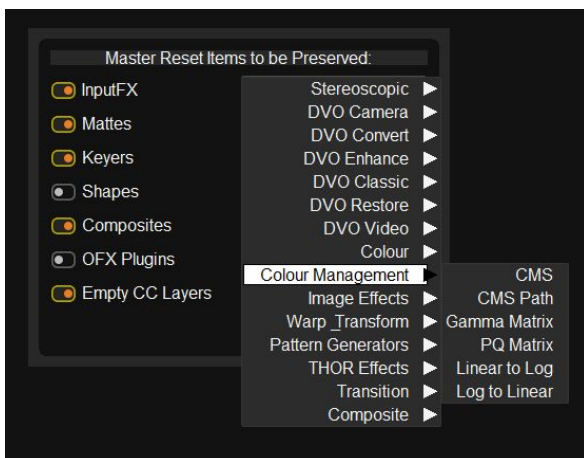 Master Reset Items to be Preserved:
InputFX
Mattes
Keyers
Shapes
Composites
OFX Plugins
Empty CC Layers
Stereoscopic
DVO Camera
DVO Convert
DVO Enhance
DVO Classic
DVO Restore
DVO Video
Colour
Colour Management
Image Effects
Warp_Transform
Pattern Generators
THOR Effects
Transition
Composite
CMS
CMS Path
Gamma Matrix
PQ Matrix
Linear to Log
Log to Linear